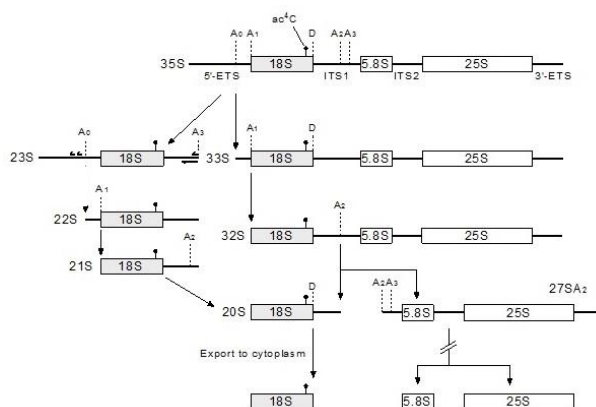 ac⁴C
A₀ A₁ D A₂ A₃
35S 18S 5.8S 25S
5'-ETS ITS1 ITS2 3'-ETS
A₀ A₃ A₁ D
23S 18S 33S 18S 5.8S 25S
A₁ A₂
22S 18S 32S 18S 5.8S 25S
A₂
21S 18S
D A₂A₃ 27SA₂
20S 18S 5.8S 25S
Export to cytoplasm
18S 5.8S 25S